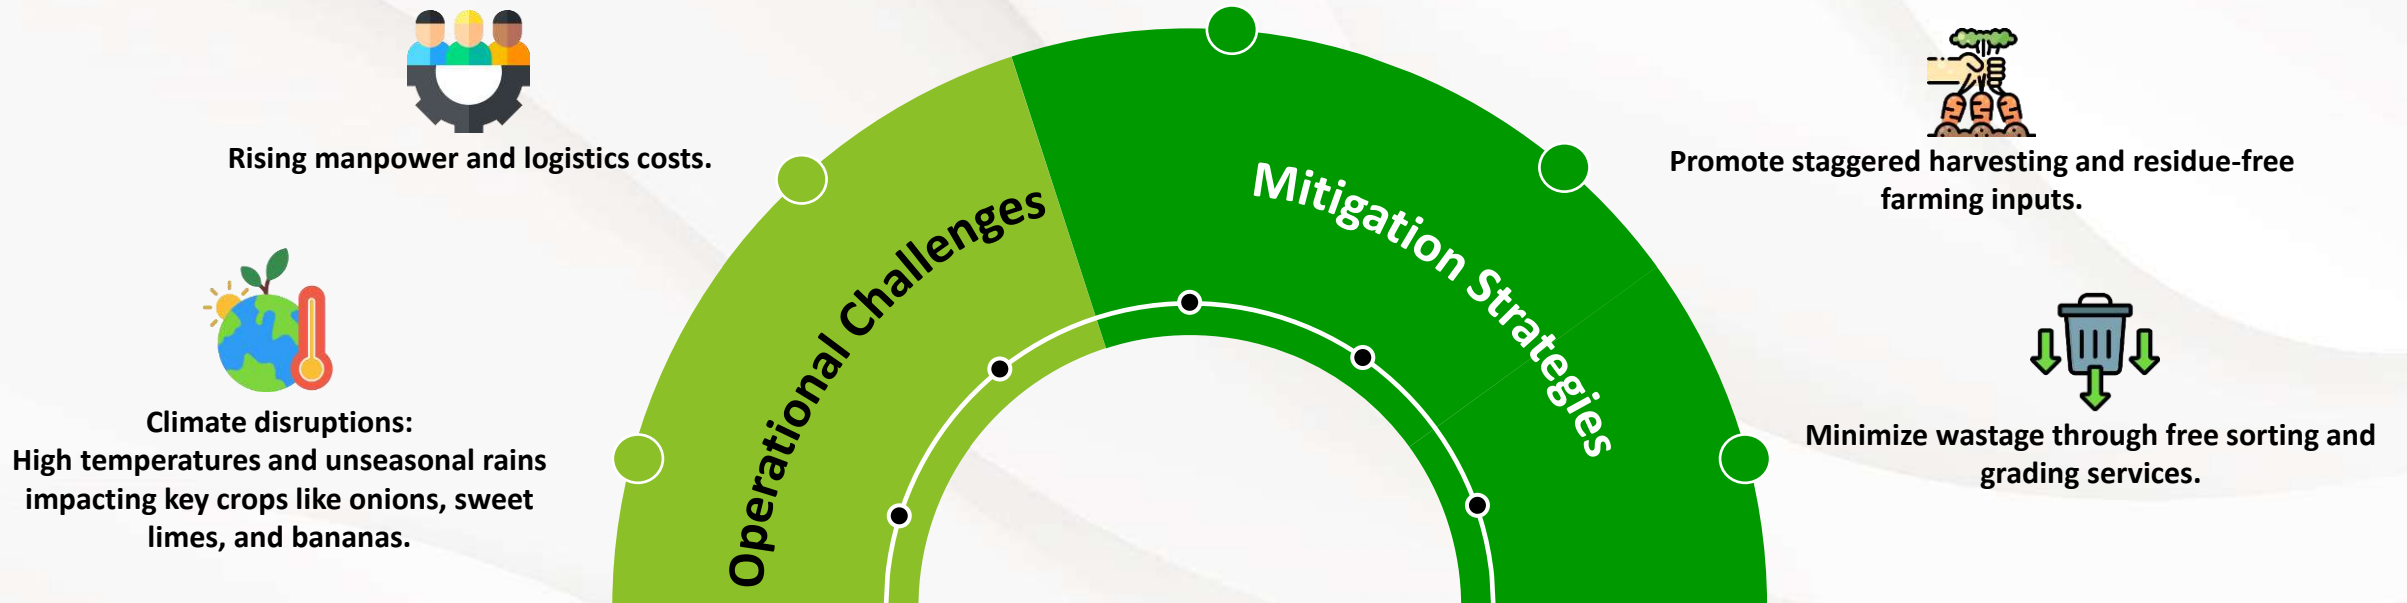 Rising manpower and logistics costs.
Climate disruptions:
High temperatures and unseasonal rains
impacting key crops like onions, sweet
limes, and bananas.
Operational Challenges
Mitigation Strategies
Promote staggered harvesting and residue-free
farming inputs.
Minimize wastage through free sorting and
grading services.